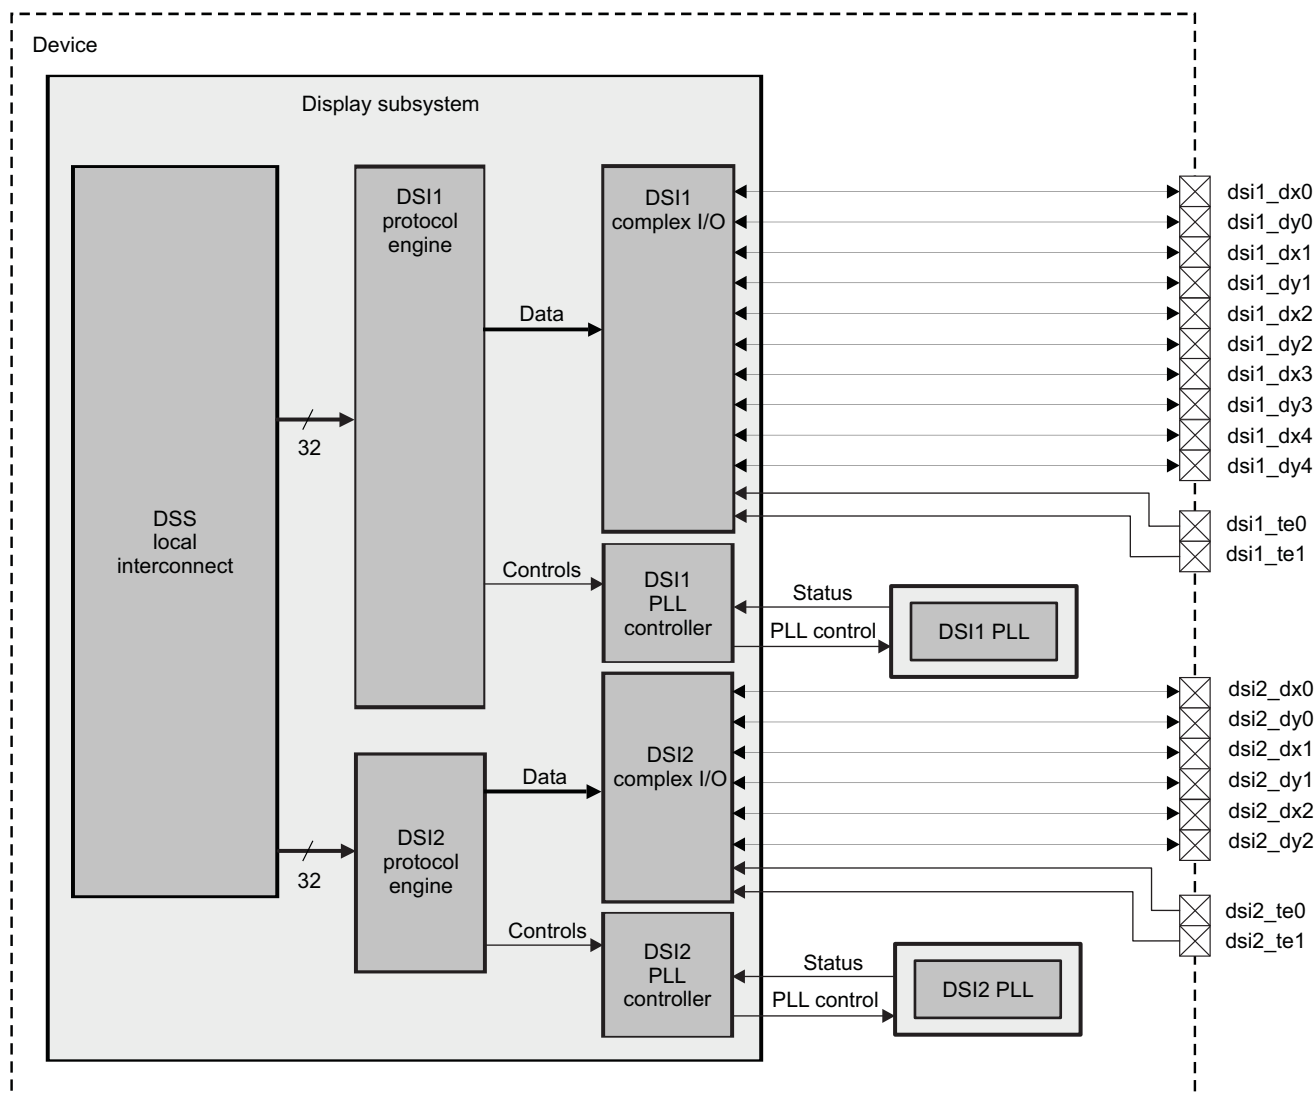 Device
Display subsystem
DSS
local
interconnect
32
32
DSI1
protocol
engine
Data
Controls
DSI1
complex I/O
DSI1
PLL
controller
Status
PLL control
DSI1 PLL
dsi1_dx0
dsi1_dy0
dsi1_dx1
dsi1_dy1
dsi1_dx2
dsi1_dy2
dsi1_dx3
dsi1_dy3
dsi1_dx4
dsi1_dy4
dsi1_te0
dsi1_te1
DSI2
protocol
engine
Data
Controls
DSI2
complex I/O
DSI2
PLL
controller
Status
PLL control
DSI2 PLL
dsi2_dx0
dsi2_dy0
dsi2_dx1
dsi2_dy1
dsi2_dx2
dsi2_dy2
dsi2_te0
dsi2_te1